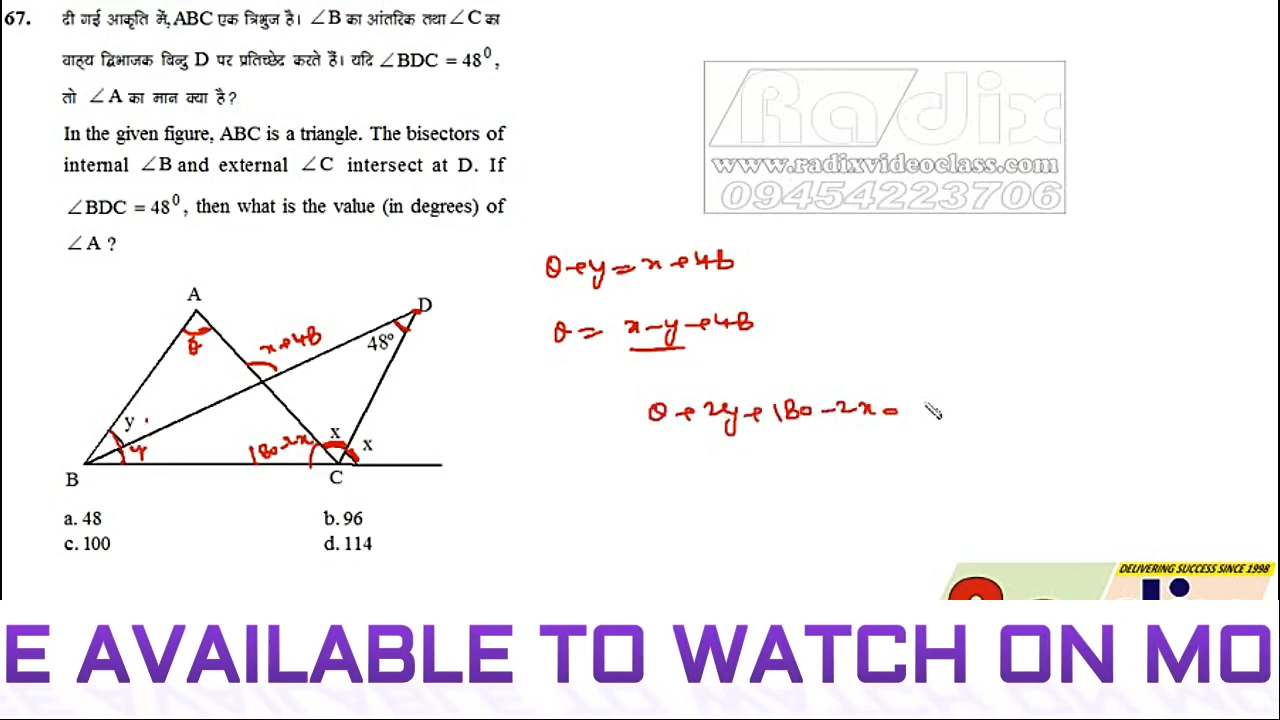 67. दी गई आकृति में, ABC एक त्रिभुज है। ∠B का आंतरिक तथा ∠C का
वाह्य द्विभाजक बिन्दु D पर प्रतिच्छेद करते हैं। यदि ∠BDC = 48⁰,
तो ∠A का मान क्या है?
In the given figure, ABC is a triangle. The bisectors of
internal ∠B and external ∠C intersect at D. If
∠BDC = 48⁰, then what is the value (in degrees) of
∠A ?
Radix
www.radixvideoclass.com
09454223706
θ+y=x+48
θ= x-y+48
θ+2y+180-2x=
A
D
θ
x+48
48°
y
y
180-2x
x
x
B
C
a. 48 b. 96
c. 100 d. 114
DELIVERING SUCCESS SINCE 1998
E AVAILABLE TO WATCH ON MO